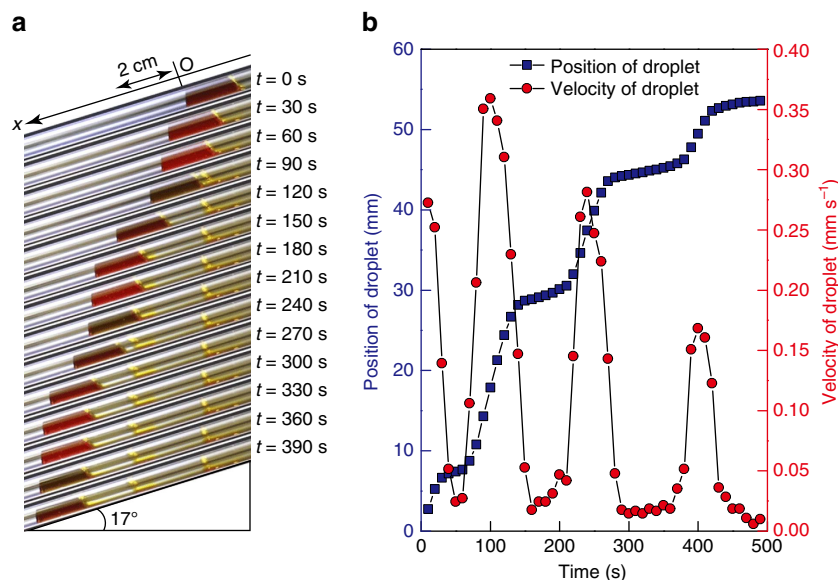 a
2 cm
O
x
t = 0 s
t = 30 s
t = 60 s
t = 90 s
t = 120 s
t = 150 s
t = 180 s
t = 210 s
t = 240 s
t = 270 s
t = 300 s
t = 330 s
t = 360 s
t = 390 s
17°
b
Position of droplet
Velocity of droplet
Position of droplet (mm)
60
50
40
30
20
10
0
Velocity of droplet (mm s⁻¹)
0.40
0.35
0.30
0.25
0.20
0.15
0.10
0.05
0.00
0 100 200 300 400 500
Time (s)